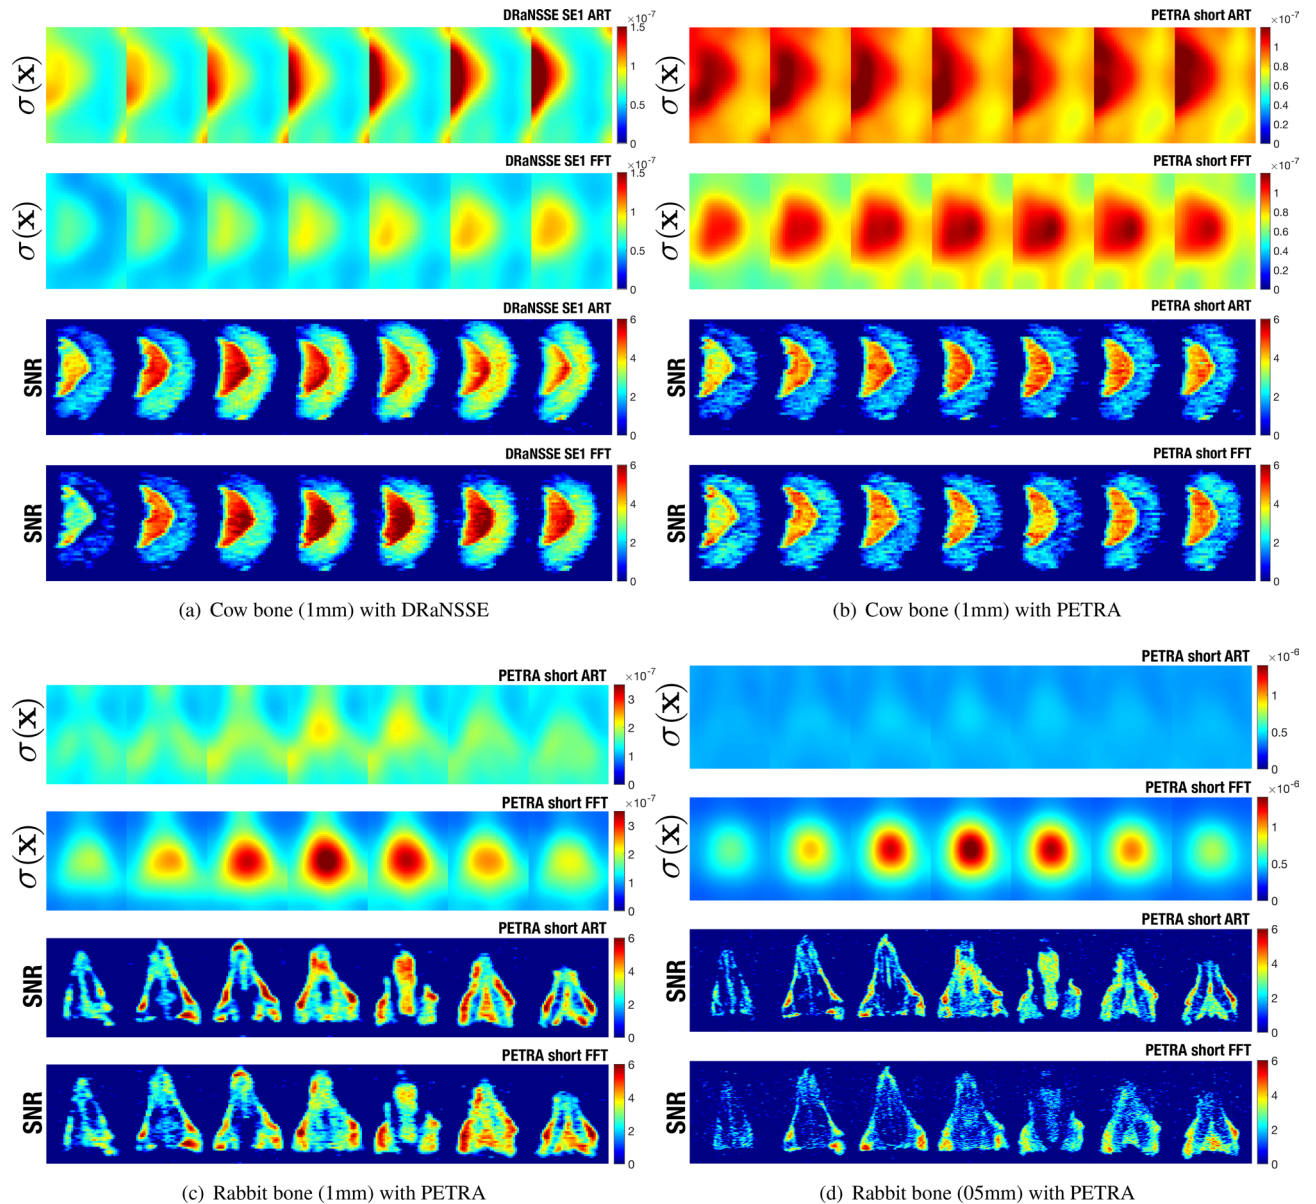 DRaNSSE SE1 ART
×10⁻⁷
σ(x)
1.5
1
0.5
0
DRaNSSE SE1 FFT
×10⁻⁷
σ(x)
1.5
1
0.5
0
DRaNSSE SE1 ART
SNR
6
4
2
0
DRaNSSE SE1 FFT
SNR
6
4
2
0
(a) Cow bone (1mm) with DRaNSSE
PETRA short ART
×10⁻⁷
σ(x)
1
0.8
0.6
0.4
0.2
0
PETRA short FFT
×10⁻⁷
σ(x)
1
0.8
0.6
0.4
0.2
0
PETRA short ART
SNR
6
4
2
0
PETRA short FFT
SNR
6
4
2
0
(b) Cow bone (1mm) with PETRA
PETRA short ART
×10⁻⁷
σ(x)
3
2
1
0
PETRA short FFT
×10⁻⁷
σ(x)
3
2
1
0
PETRA short ART
SNR
6
4
2
0
PETRA short FFT
SNR
6
4
2
0
(c) Rabbit bone (1mm) with PETRA
PETRA short ART
×10⁻⁶
σ(x)
1
0.5
0
PETRA short FFT
×10⁻⁶
σ(x)
1
0.5
0
PETRA short ART
SNR
6
4
2
0
PETRA short FFT
SNR
6
4
2
0
(d) Rabbit bone (05mm) with PETRA